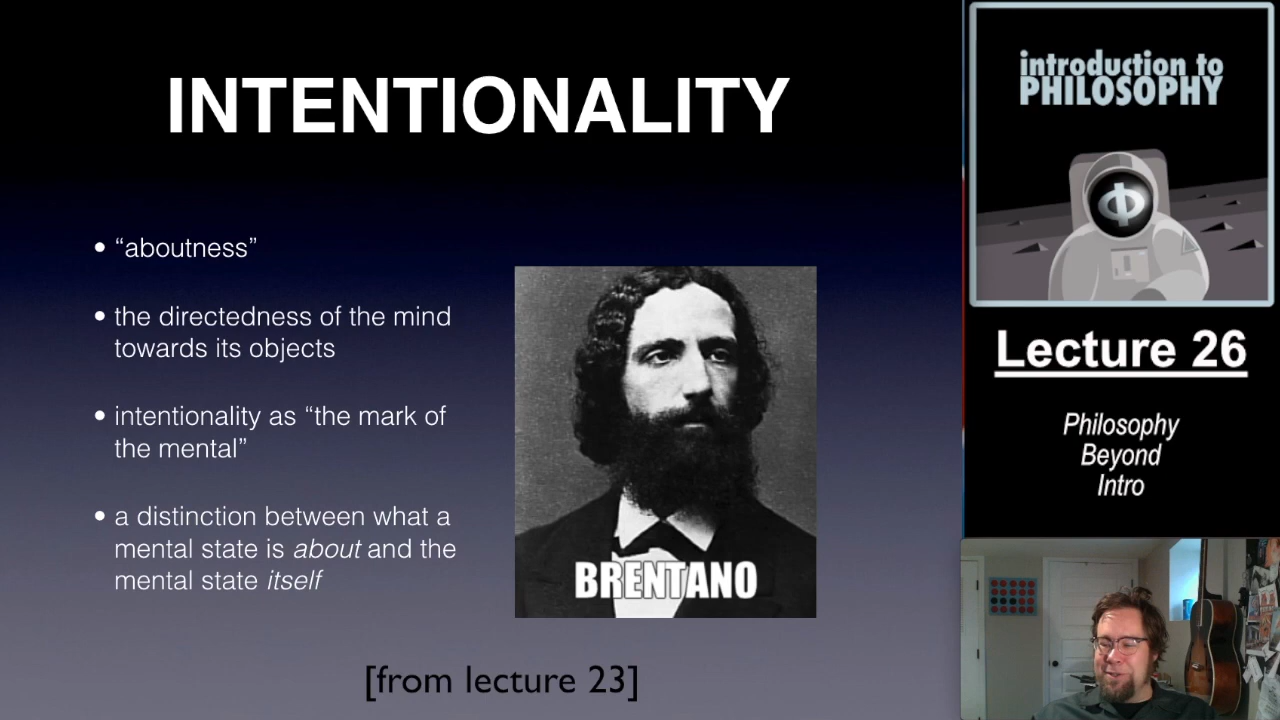 INTENTIONALITY
• “aboutness”
• the directedness of the mind
towards its objects
• intentionality as “the mark of
the mental”
• a distinction between what a
mental state is about and the
mental state itself
BRENTANO
[from lecture 23]
introduction to
PHILOSOPHY
Φ
Lecture 26
Philosophy
Beyond
Intro